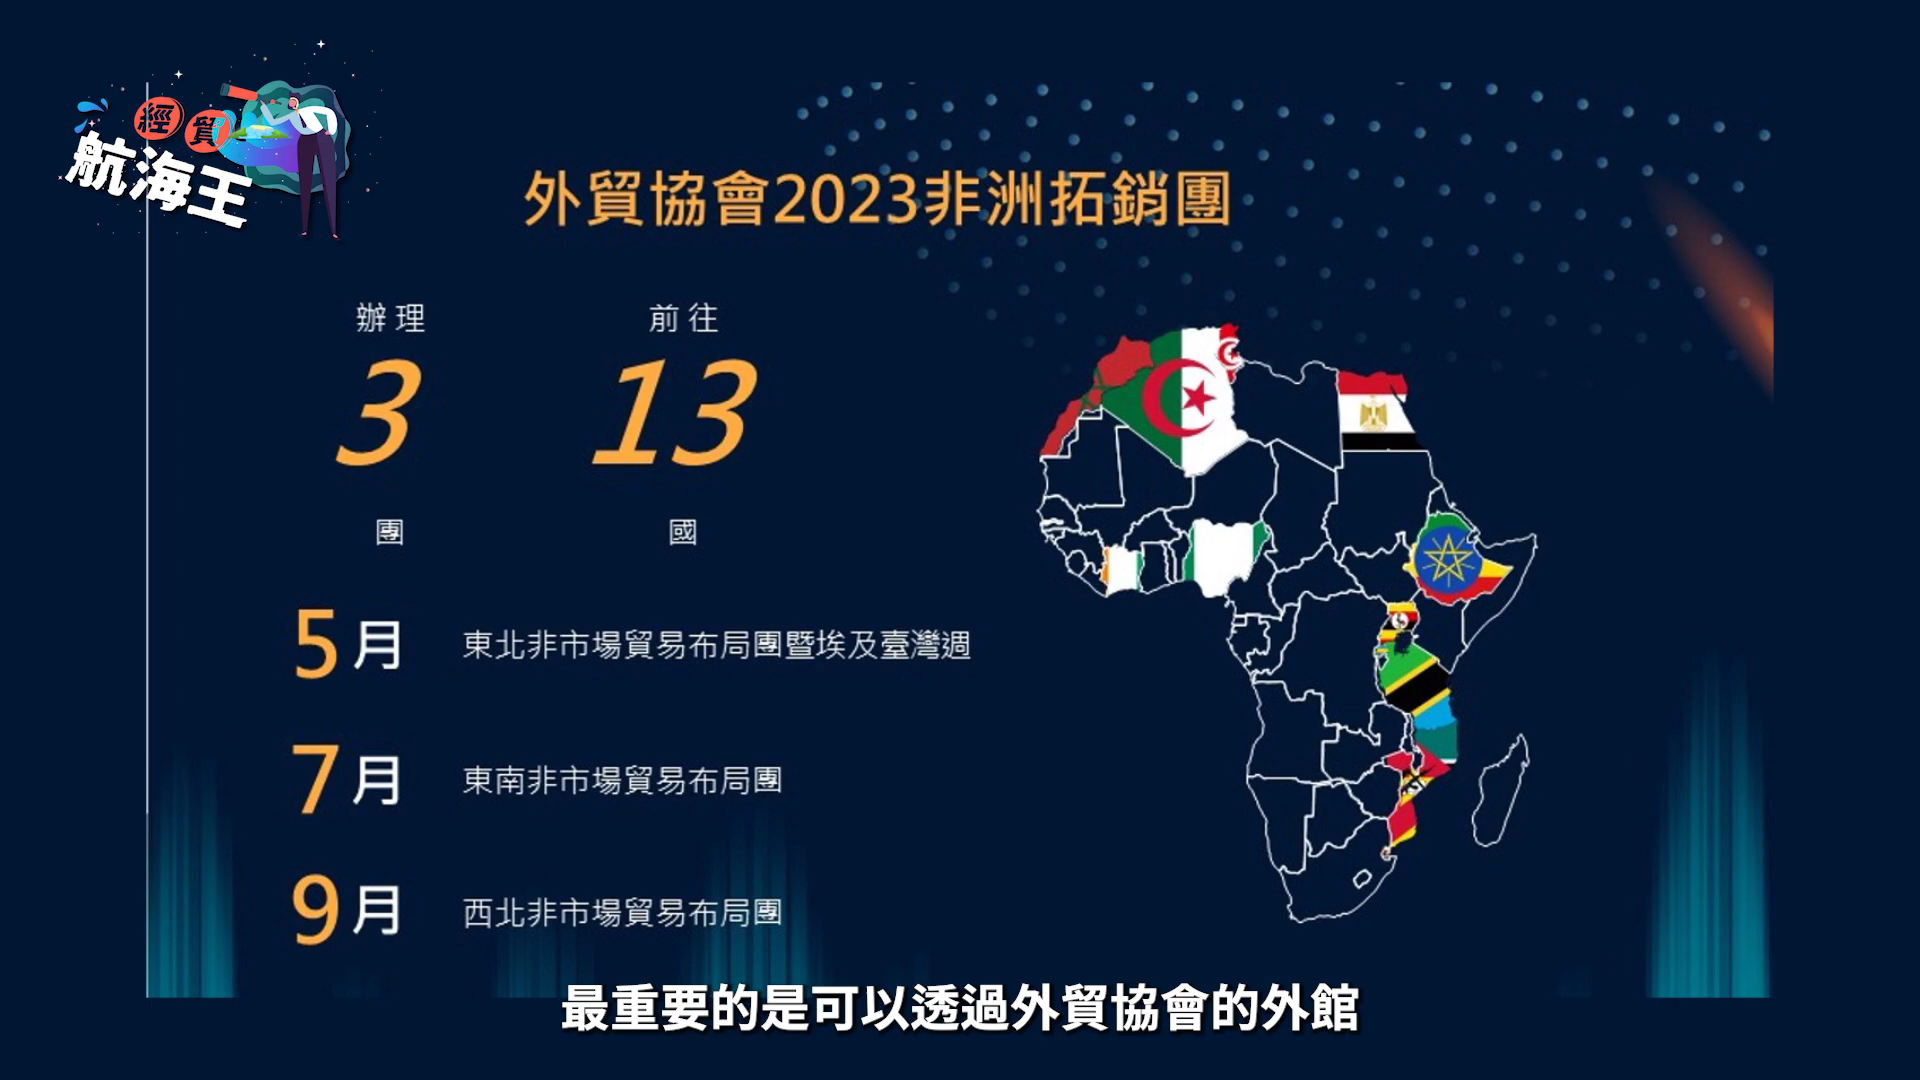 經貿
航海王
外貿協會2023非洲拓銷團
辦理
前往
3
13
團
國
5月 東北非市場貿易布局團暨埃及臺灣週
7月 東南非市場貿易布局團
9月 西北非市場貿易布局團
最重要的是可以透過外貿協會的外館